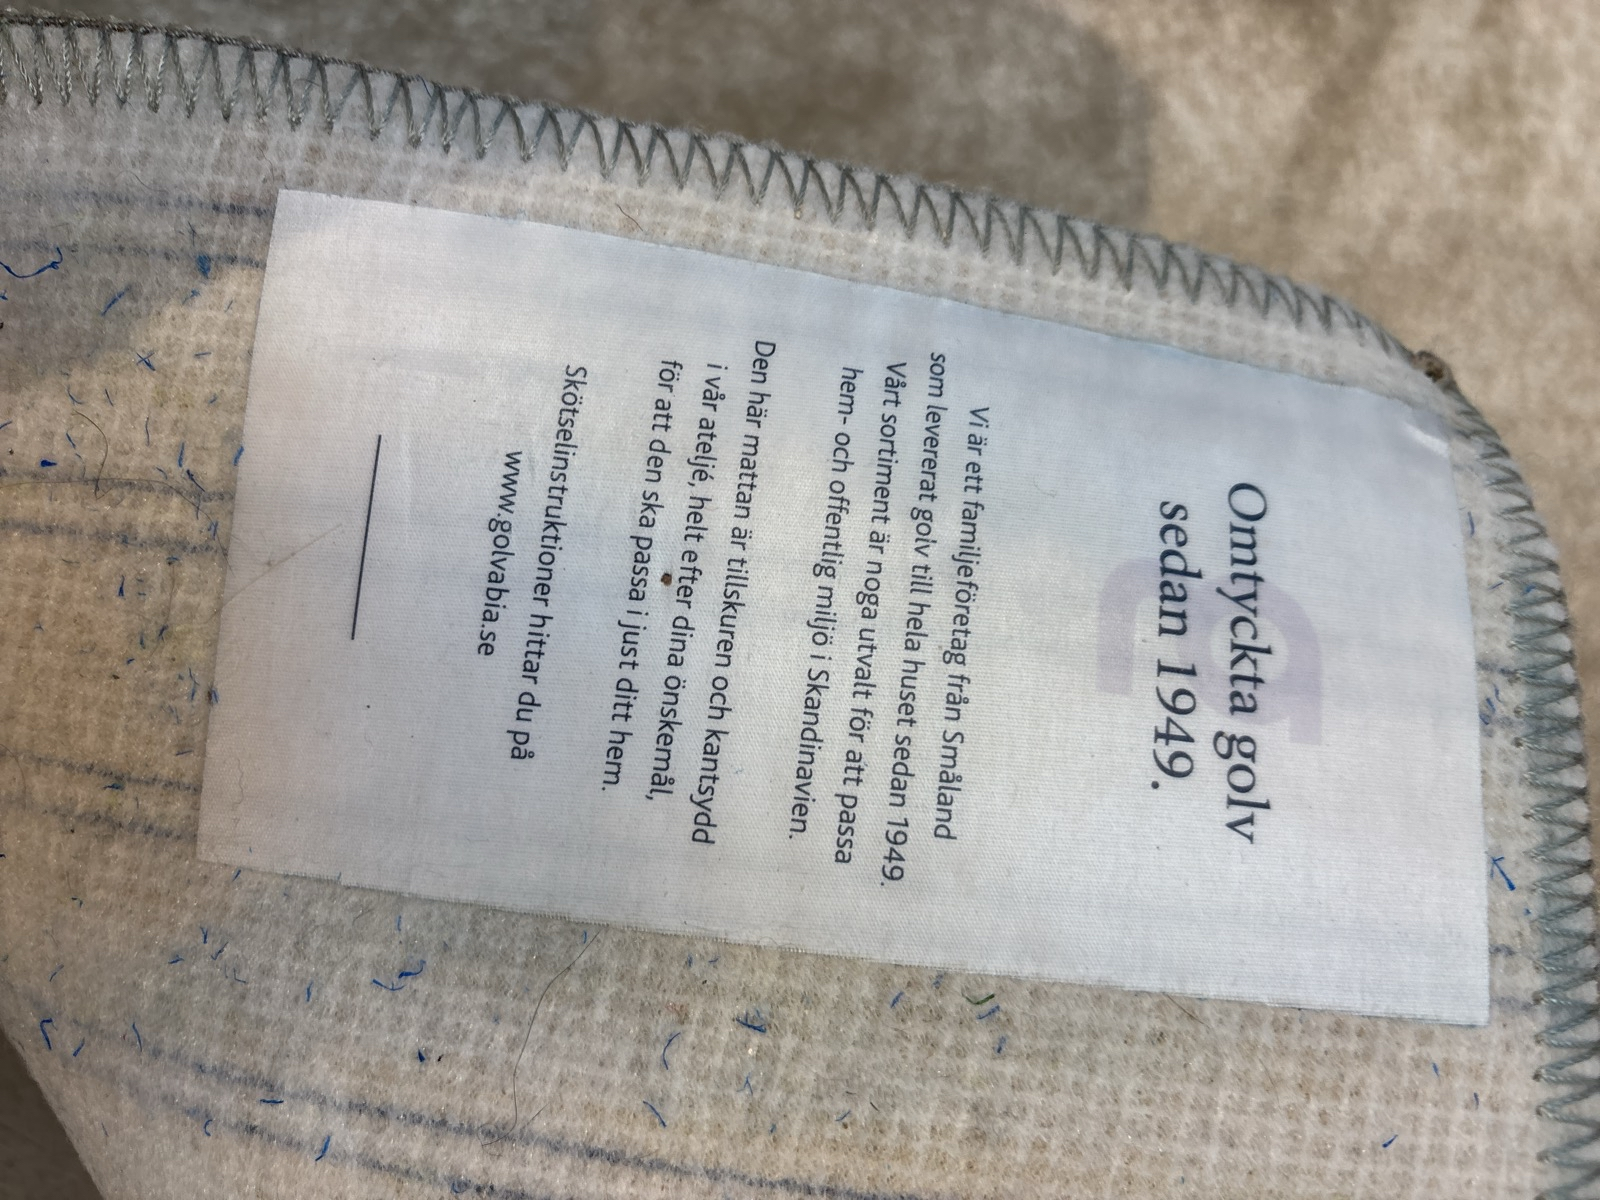 Omtyckta golv
sedan 1949.
Vi är ett familjeföretag från Småland
som levererat golv till hela huset sedan 1949.
Vårt sortiment är noga utvalt för att passa
hem- och offentlig miljö i Skandinavien.
Den här mattan är tillskuren och kantsydd
i vår ateljé, helt efter dina önskemål,
för att den ska passa i just ditt hem.
Skötselinstruktioner hittar du på
www.golvabia.se